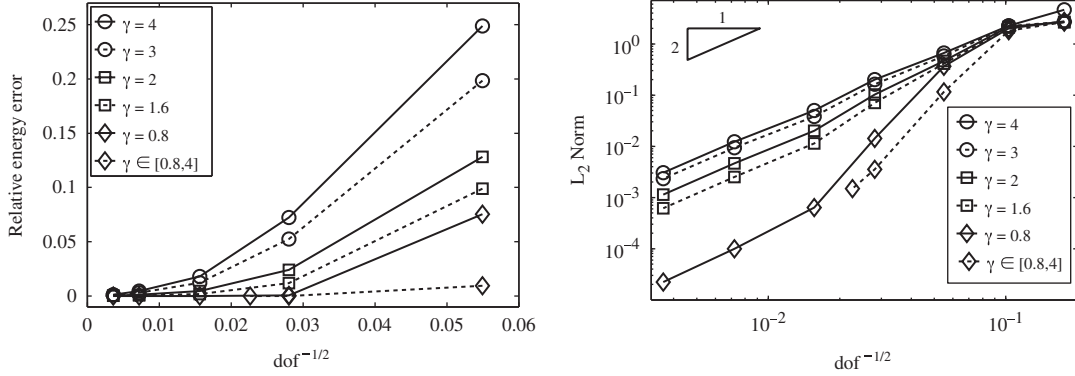 Relative energy error
0.25
0.2
0.15
0.1
0.05
0
γ = 4
γ = 3
γ = 2
γ = 1.6
γ = 0.8
γ ∈ [0.8,4]
0 0.01 0.02 0.03 0.04 0.05 0.06
dof⁻¹/²
L₂ Norm
10⁰
10⁻¹
10⁻²
10⁻³
10⁻⁴
1
2
γ = 4
γ = 3
γ = 2
γ = 1.6
γ = 0.8
γ ∈ [0.8,4]
10⁻² 10⁻¹
dof⁻¹/²